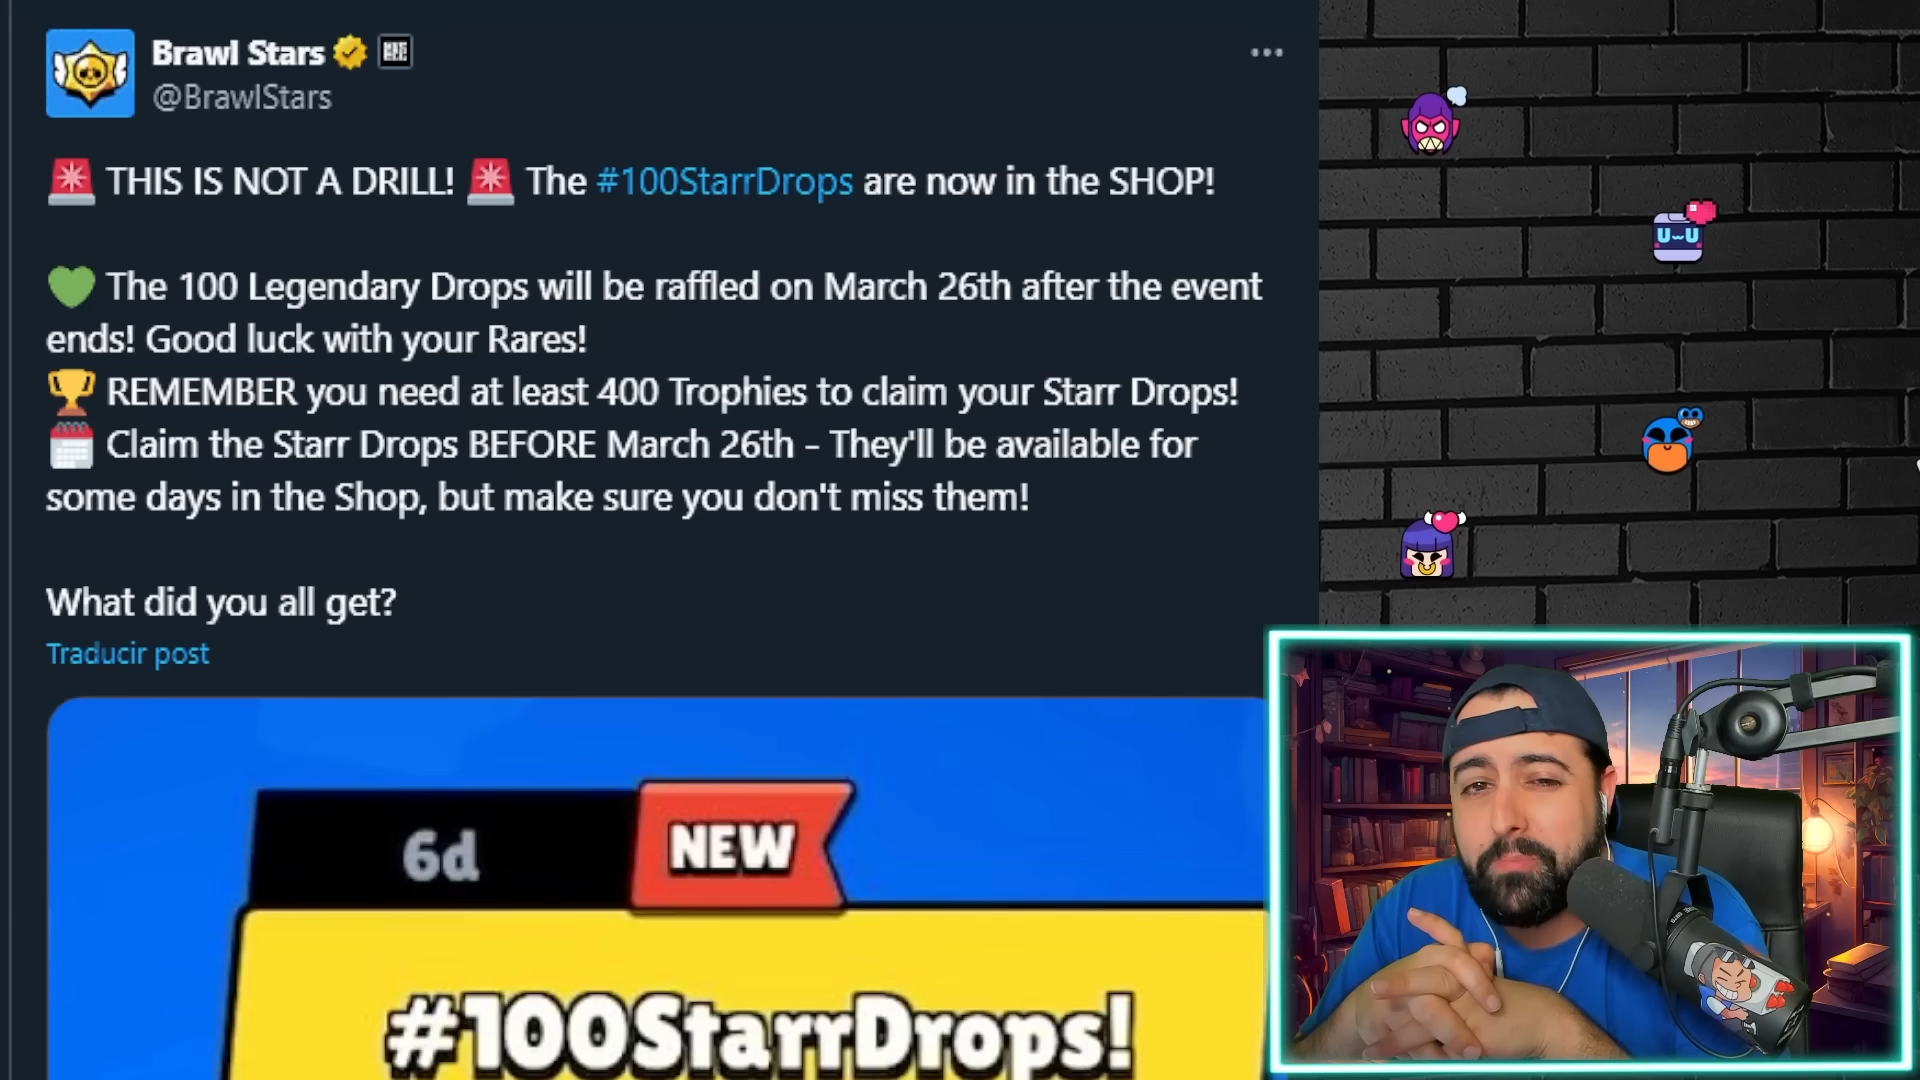 Brawl Stars
@BrawlStars
THIS IS NOT A DRILL! The #100StarrDrops are now in the SHOP!
The 100 Legendary Drops will be raffled on March 26th after the event
ends! Good luck with your Rares!
REMEMBER you need at least 400 Trophies to claim your Starr Drops!
Claim the Starr Drops BEFORE March 26th - They'll be available for
some days in the Shop, but make sure you don't miss them!
What did you all get?
Traducir post
6d
NEW
#100StarrDrops!
U~U